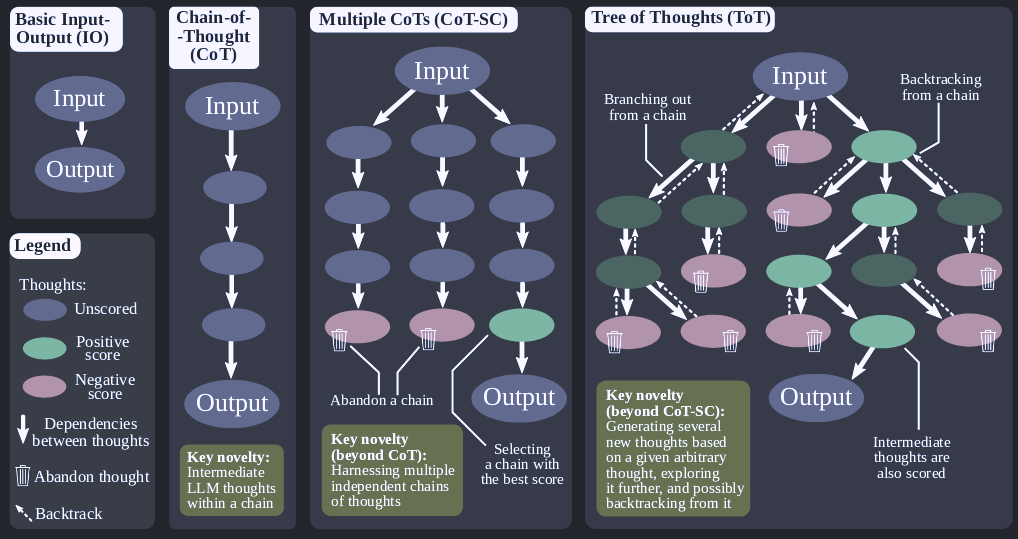 Basic Input-
Output (IO)
Input
Output
Legend
Thoughts:
Unscored
Positive
score
Negative
score
Dependencies
between thoughts
Abandon thought
Backtrack
Chain-of-
-Thought
(CoT)
Input
Output
Key novelty:
Intermediate
LLM thoughts
within a chain
Multiple CoTs (CoT-SC)
Input
Abandon a chain
Output
Key novelty
(beyond CoT):
Harnessing multiple
independent chains
of thoughts
Selecting
a chain with
the best score
Tree of Thoughts (ToT)
Input
Branching out
from a chain
Backtracking
from a chain
Output
Key novelty
(beyond CoT-SC):
Generating several
new thoughts based
on a given arbitrary
thought, exploring
it further, and possibly
backtracking from it
Intermediate
thoughts are
also scored